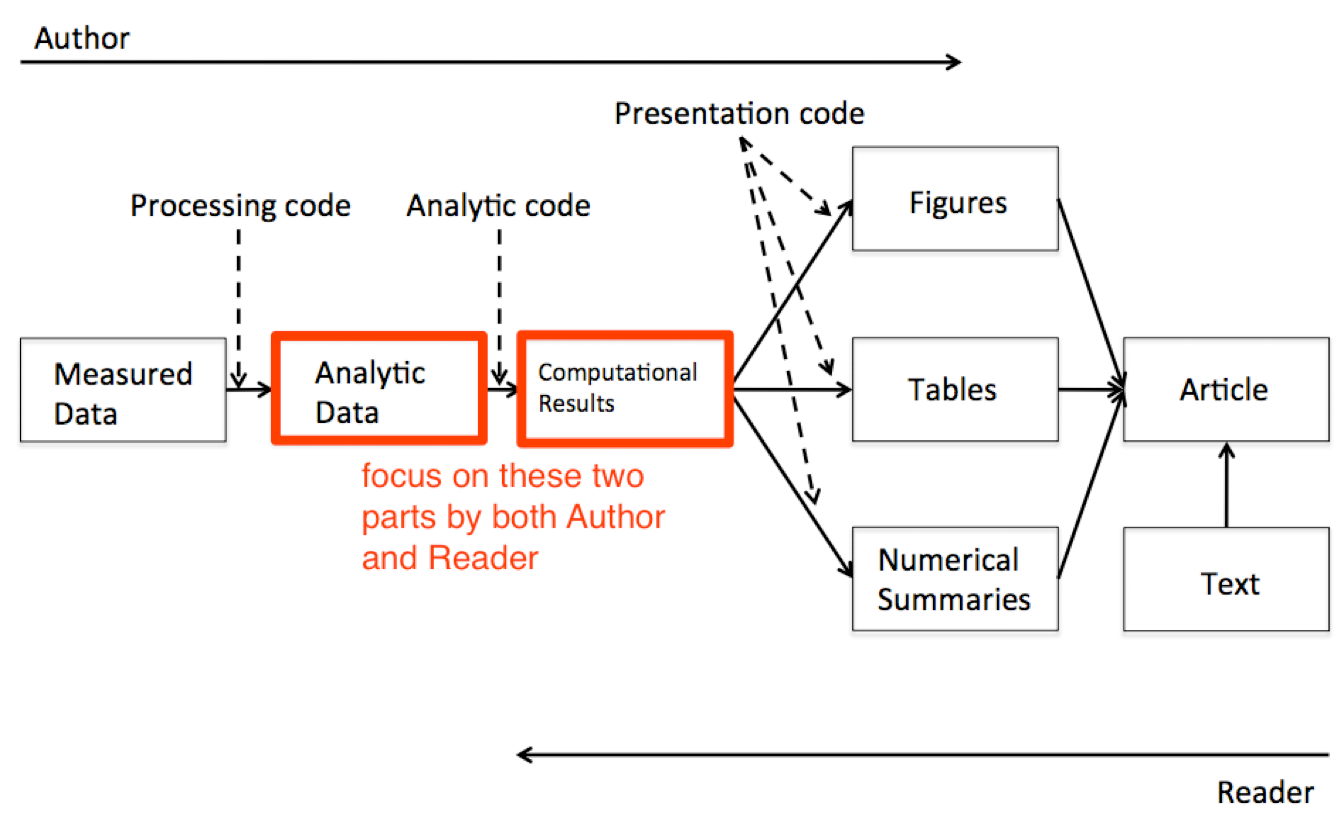 Author
Presentation code
Processing code
Analytic code
Figures
Measured
Data
Analytic
Data
Computational
Results
Tables
Article
focus on these two
parts by both Author
and Reader
Numerical
Summaries
Text
Reader